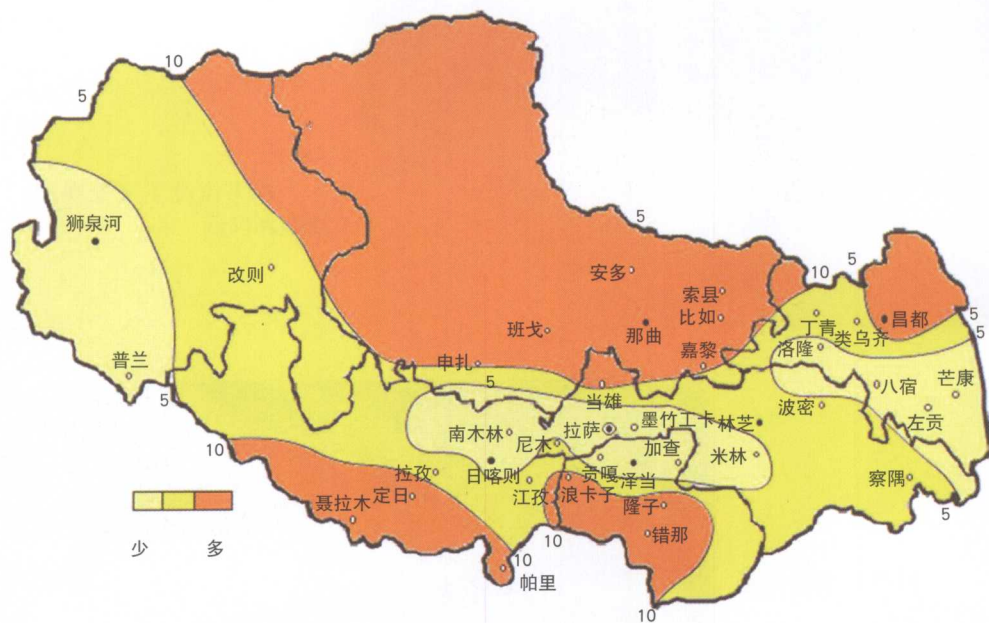 10
5
狮泉河
5
改则
安多
5
10
索县
丁青
昌都
5
比如
类乌齐
班戈
那曲
5
洛隆
嘉黎
申扎
普兰
5
八宿
芒康
5
当雄
波密
左贡
墨竹工卡
林芝
拉萨
南木林
尼木
加查
米林
10
拉孜
日喀则
贡嘎
泽当
江孜
浪卡子
察隅
定日
聂拉木
隆子
5
错那
10
少
多
10
帕里
10